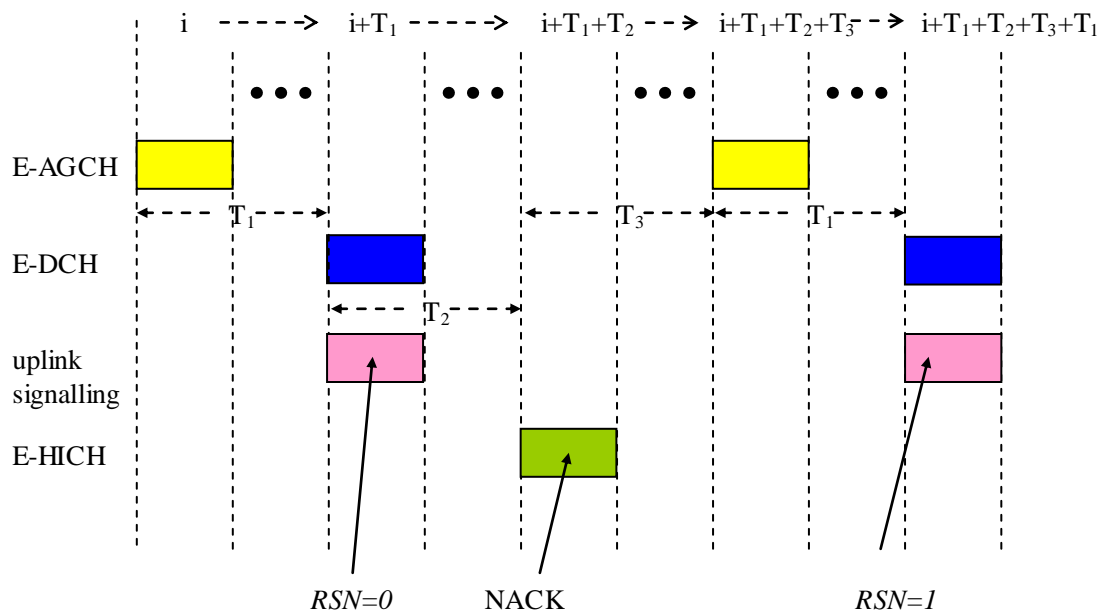 i i+T₁ i+T₁+T₂ i+T₁+T₂+T₃ i+T₁+T₂+T₃+T₁
E-AGCH
T₁ T₃ T₁
E-DCH
T₂
uplink
signalling
E-HICH
RSN=0 NACK RSN=1